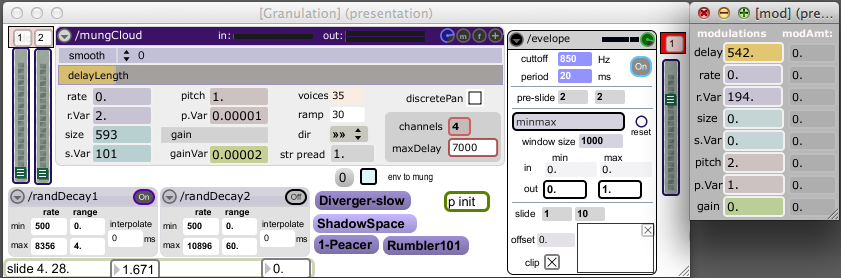 [Granulation] (presentation)
1 2
/mungCloud in: out: m r +
smooth 0
delayLength
rate 0. pitch 1. voices 35 discretePan
r.Var 2. p.Var 0.00001 ramp 30
size 593 gain dir »» channels 4
s.Var 101 gainVar 0.00002 str pread 1. maxDelay 7000
0 env to mung
/randDecay1 On
rate range
min 500 0. interpolate
max 8356 4. 0 ms
/randDecay2 Off
rate range
min 500 0. interpolate
max 10896 60. 0 ms
Diverger-slow
ShadowSpace
1-Peacer Rumbler101
p init
slide 4. 28. 1.671 0.
/evelope
cuttoff 850 Hz
period 20 ms
On
pre-slide 2 2
minmax
reset
window size 1000
min max
in 0. 0.
out 0. 1.
slide 1 10
offset 0.
clip
1
[mod] (pre...
modulations modAmt:
delay 542. 0.
rate 0. 0.
r.Var 194. 0.
size 0. 0.
s.Var 0. 0.
pitch 2. 0.
p.Var 1. 0.
gain 0. 0.